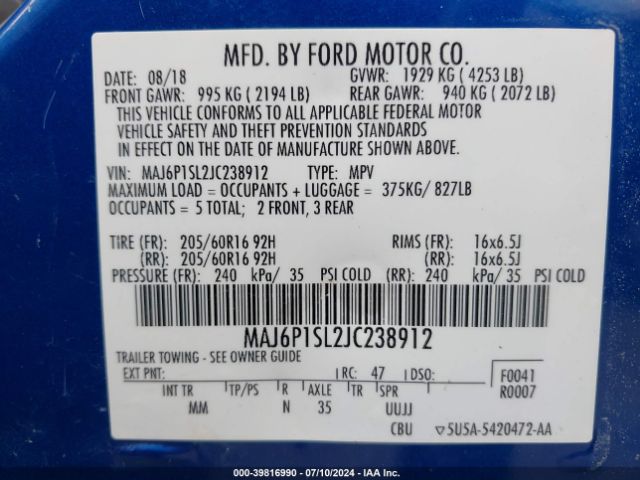 MFD. BY FORD MOTOR CO.
DATE: 08/18 GVWR: 1929 KG ( 4253 LB)
FRONT GAWR: 995 KG ( 2194 LB) REAR GAWR: 940 KG ( 2072 LB)
THIS VEHICLE CONFORMS TO ALL APPLICABLE FEDERAL MOTOR
VEHICLE SAFETY AND THEFT PREVENTION STANDARDS
IN EFFECT ON THE DATE OF MANUFACTURE SHOWN ABOVE.
VIN: MAJ6P1SL2JC238912 TYPE: MPV
MAXIMUM LOAD = OCCUPANTS + LUGGAGE = 375KG/ 827LB
OCCUPANTS = 5 TOTAL; 2 FRONT, 3 REAR
TIRE (FR): 205/60R16 92H RIMS (FR): 16x6.5J
(RR): 205/60R16 92H (RR): 16x6.5J
PRESSURE (FR): 240 kPa/ 35 PSI COLD (RR): 240 kPa/ 35 PSI COLD
MAJ6P1SL2JC238912
TRAILER TOWING - SEE OWNER GUIDE
EXT PNT: RC: 47 DSO: F0041
INT TR TP/PS R AXLE TR SPR R0007
MM N 35 UUJJ
CBU ▽5U5A-5420472-AA
000-39816990 - 07/10/2024 - IAA Inc.